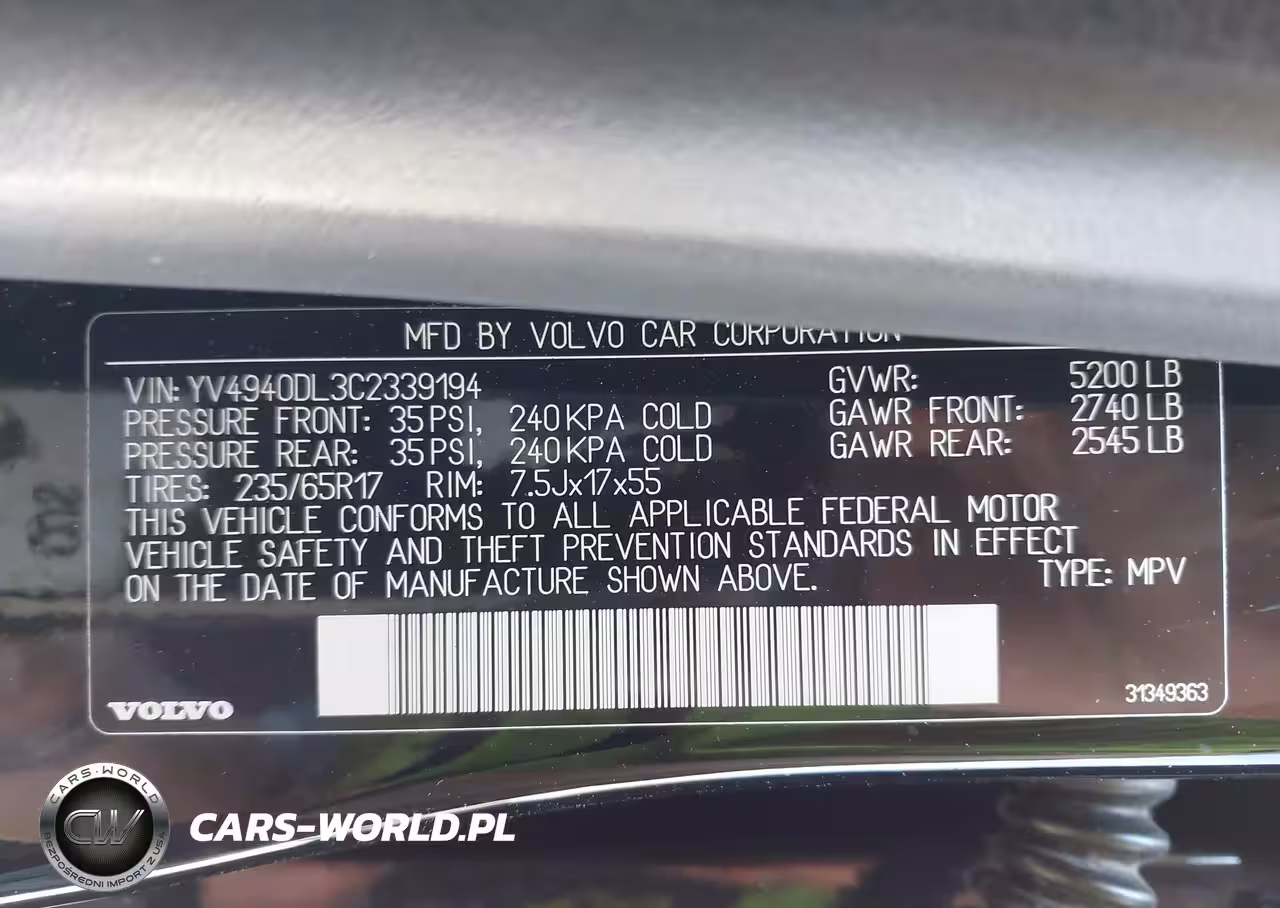 MFD BY VOLVO CAR CORPORATION
VIN: YV4940DL3C2339194
PRESSURE FRONT: 35 PSI, 240 KPA COLD
PRESSURE REAR: 35 PSI, 240 KPA COLD
TIRES: 235/65R17 RIM: 7.5Jx17x55
GVWR: 5200 LB
GAWR FRONT: 2740 LB
GAWR REAR: 2545 LB
THIS VEHICLE CONFORMS TO ALL APPLICABLE FEDERAL MOTOR
VEHICLE SAFETY AND THEFT PREVENTION STANDARDS IN EFFECT
ON THE DATE OF MANUFACTURE SHOWN ABOVE.
TYPE: MPV
VOLVO
31349363
CARS-WORLD
CW
BEZPOŚREDNI IMPORT Z USA
CARS-WORLD.PL